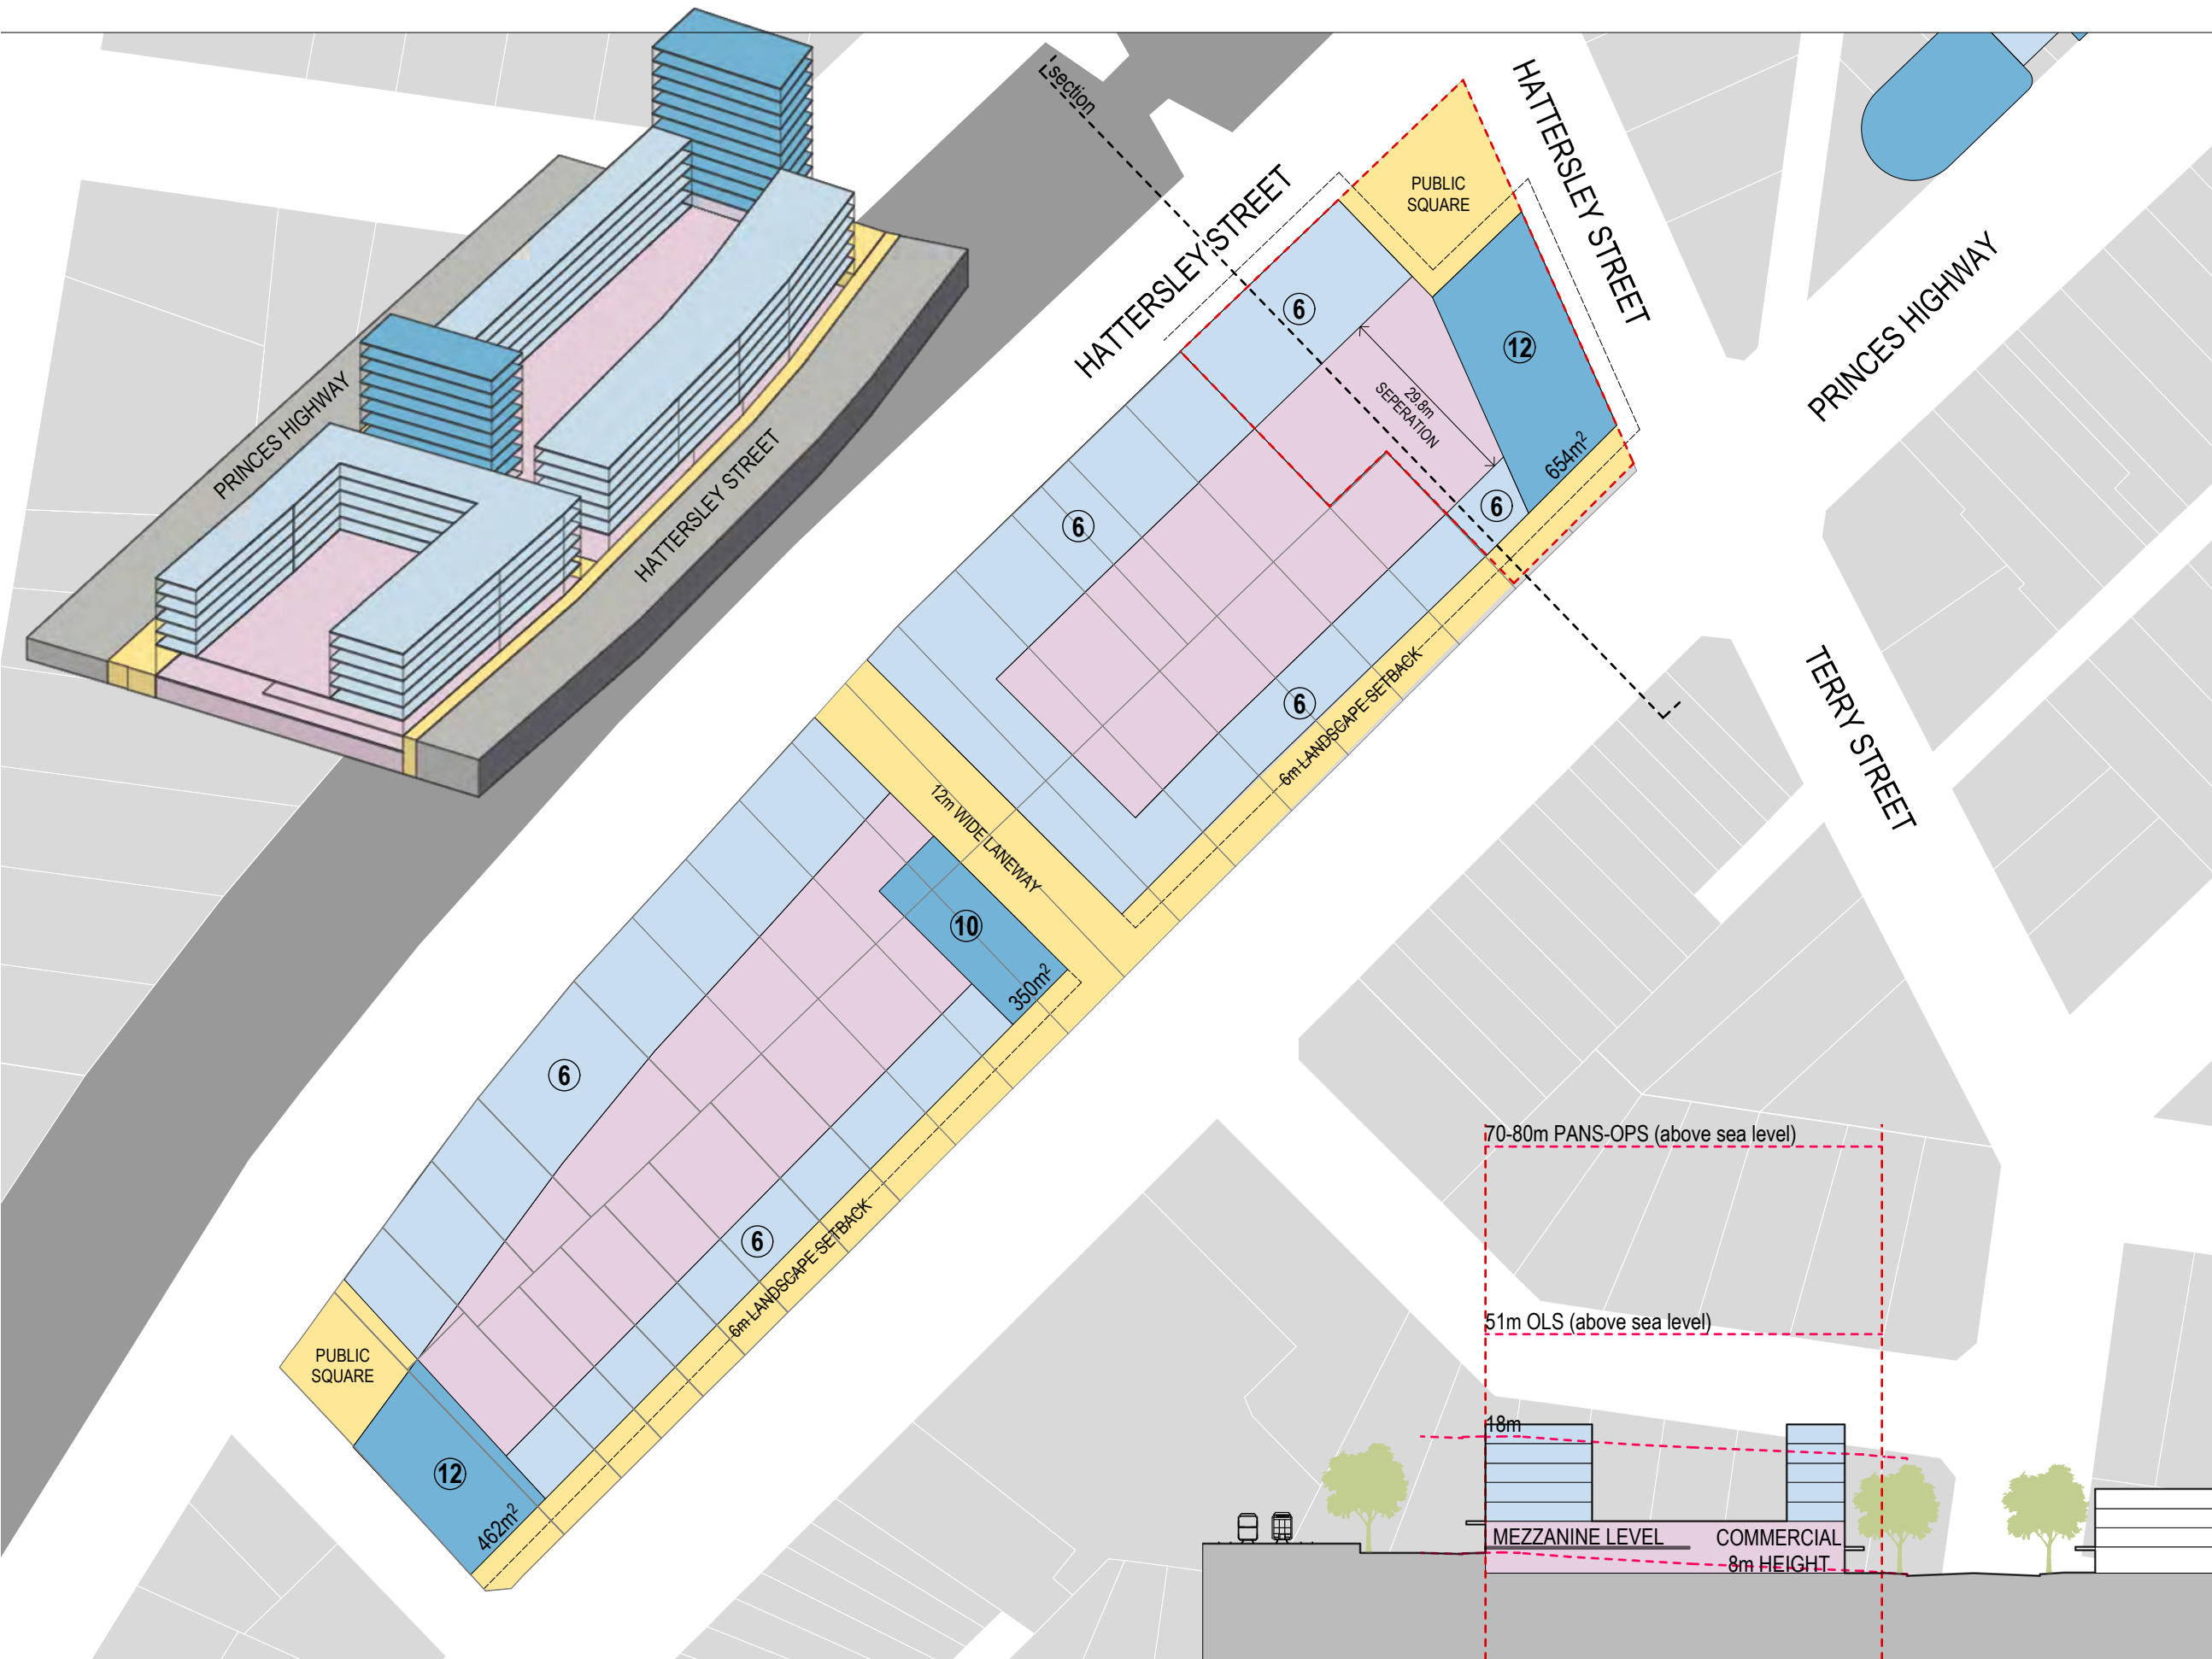 section
HATTERSLEY STREET
PUBLIC
SQUARE
HATTERSLEY STREET
PRINCES HIGHWAY
PRINCES HIGHWAY
HATTERSLEY STREET
6
12
29.8m
SEPERATION
654m²
6
6
6
6m LANDSCAPE SETBACK
TERRY STREET
12m WIDE LANEWAY
10
350m²
6
6
6m LANDSCAPE SETBACK
PUBLIC
SQUARE
12
462m²
70-80m PANS-OPS (above sea level)
51m OLS (above sea level)
18m
MEZZANINE LEVEL
COMMERCIAL
8m HEIGHT